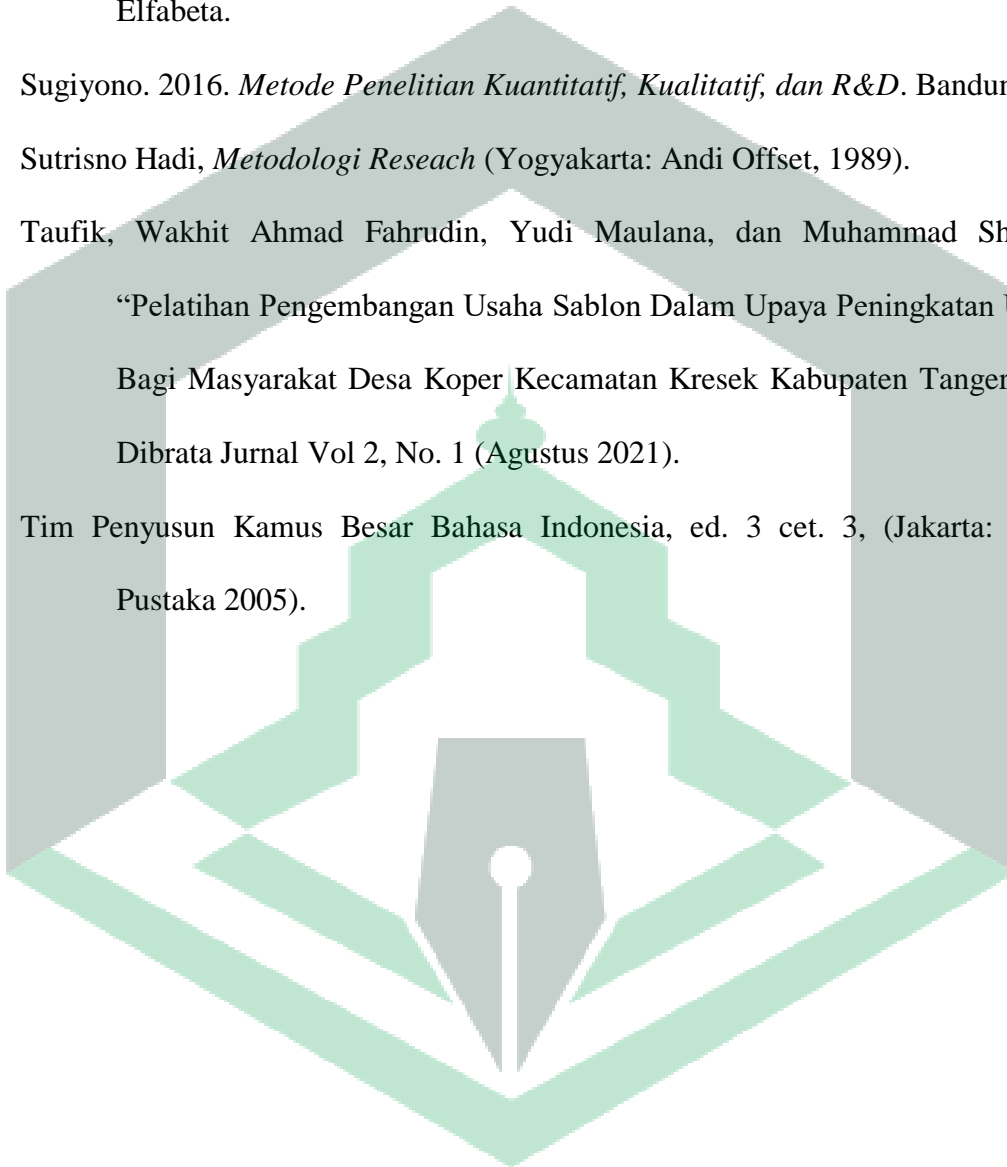 Elfabeta.
Sugiyono. 2016. Metode Penelitian Kuantitatif, Kualitatif, dan R&D.
Sutrisno Hadi, Metodologi Reseach (Yogyakarta: Andi Offset, 1989).
Taufik, Wakhit Ahmad Fahrudin, Yudi Maulana, dan Muhammad
“Pelatihan Pengembangan Usaha Sablon Dalam Upaya Peningkatan
Bagi Masyarakat Desa Koper Kecamatan Kresek Kabupaten
Dibrata Jurnal Vol 2, No. 1 (Agustus 2021).
Tim Penyusun Kamus Besar Bahasa Indonesia, ed. 3 cet. 3, (Jakarta:
Pustaka 2005).